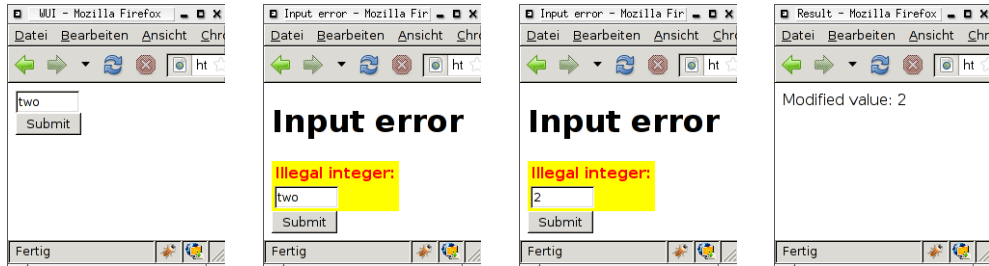 WUI - Mozilla Firefox
Datei Bearbeiten Ansicht Chr
ht
two
Submit
Fertig
Input error - Mozilla Fir
Datei Bearbeiten Ansicht Chr
ht
Input error
Illegal integer:
two
Submit
Fertig
Input error - Mozilla Fir
Datei Bearbeiten Ansicht Chr
ht
Input error
Illegal integer:
2
Submit
Fertig
Result - Mozilla Firefox
Datei Bearbeiten Ansicht Chr
ht
Modified value: 2
Fertig